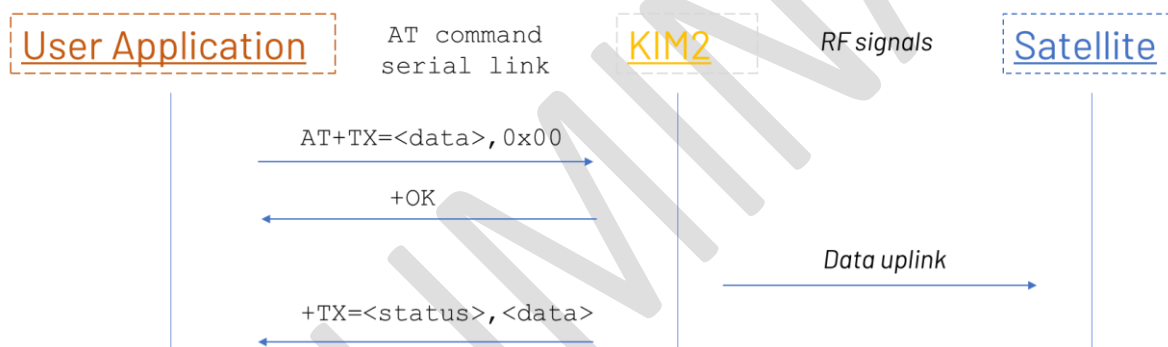 User Application
AT command
serial link
KIM2
RF signals
Satellite
AT+TX=<data>,0x00
+OK
Data uplink
+TX=<status>,<data>